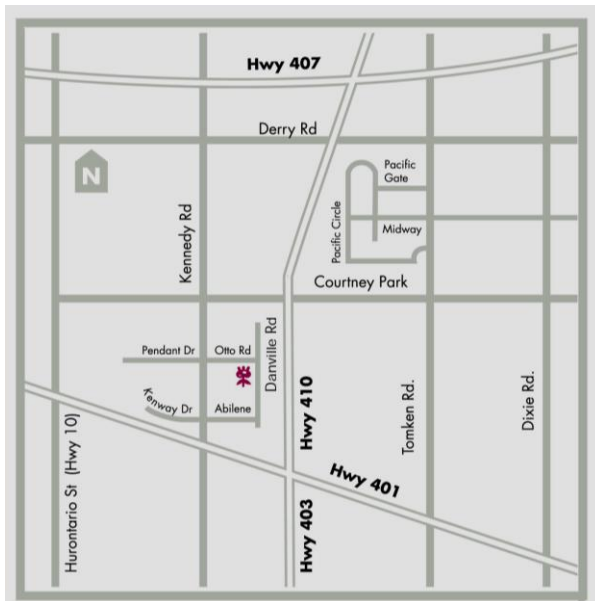 Hwy 407
Derry Rd
N
Pacific
Gate
Kennedy Rd
Pacific Circle
Midway
Courtney Park
Pendant Dr
Otto Rd
Danville Rd
Kenway Dr
Abilene
Hwy 410
Tomken Rd.
Dixie Rd.
Hurontario St (Hwy 10)
Hwy 401
Hwy 403